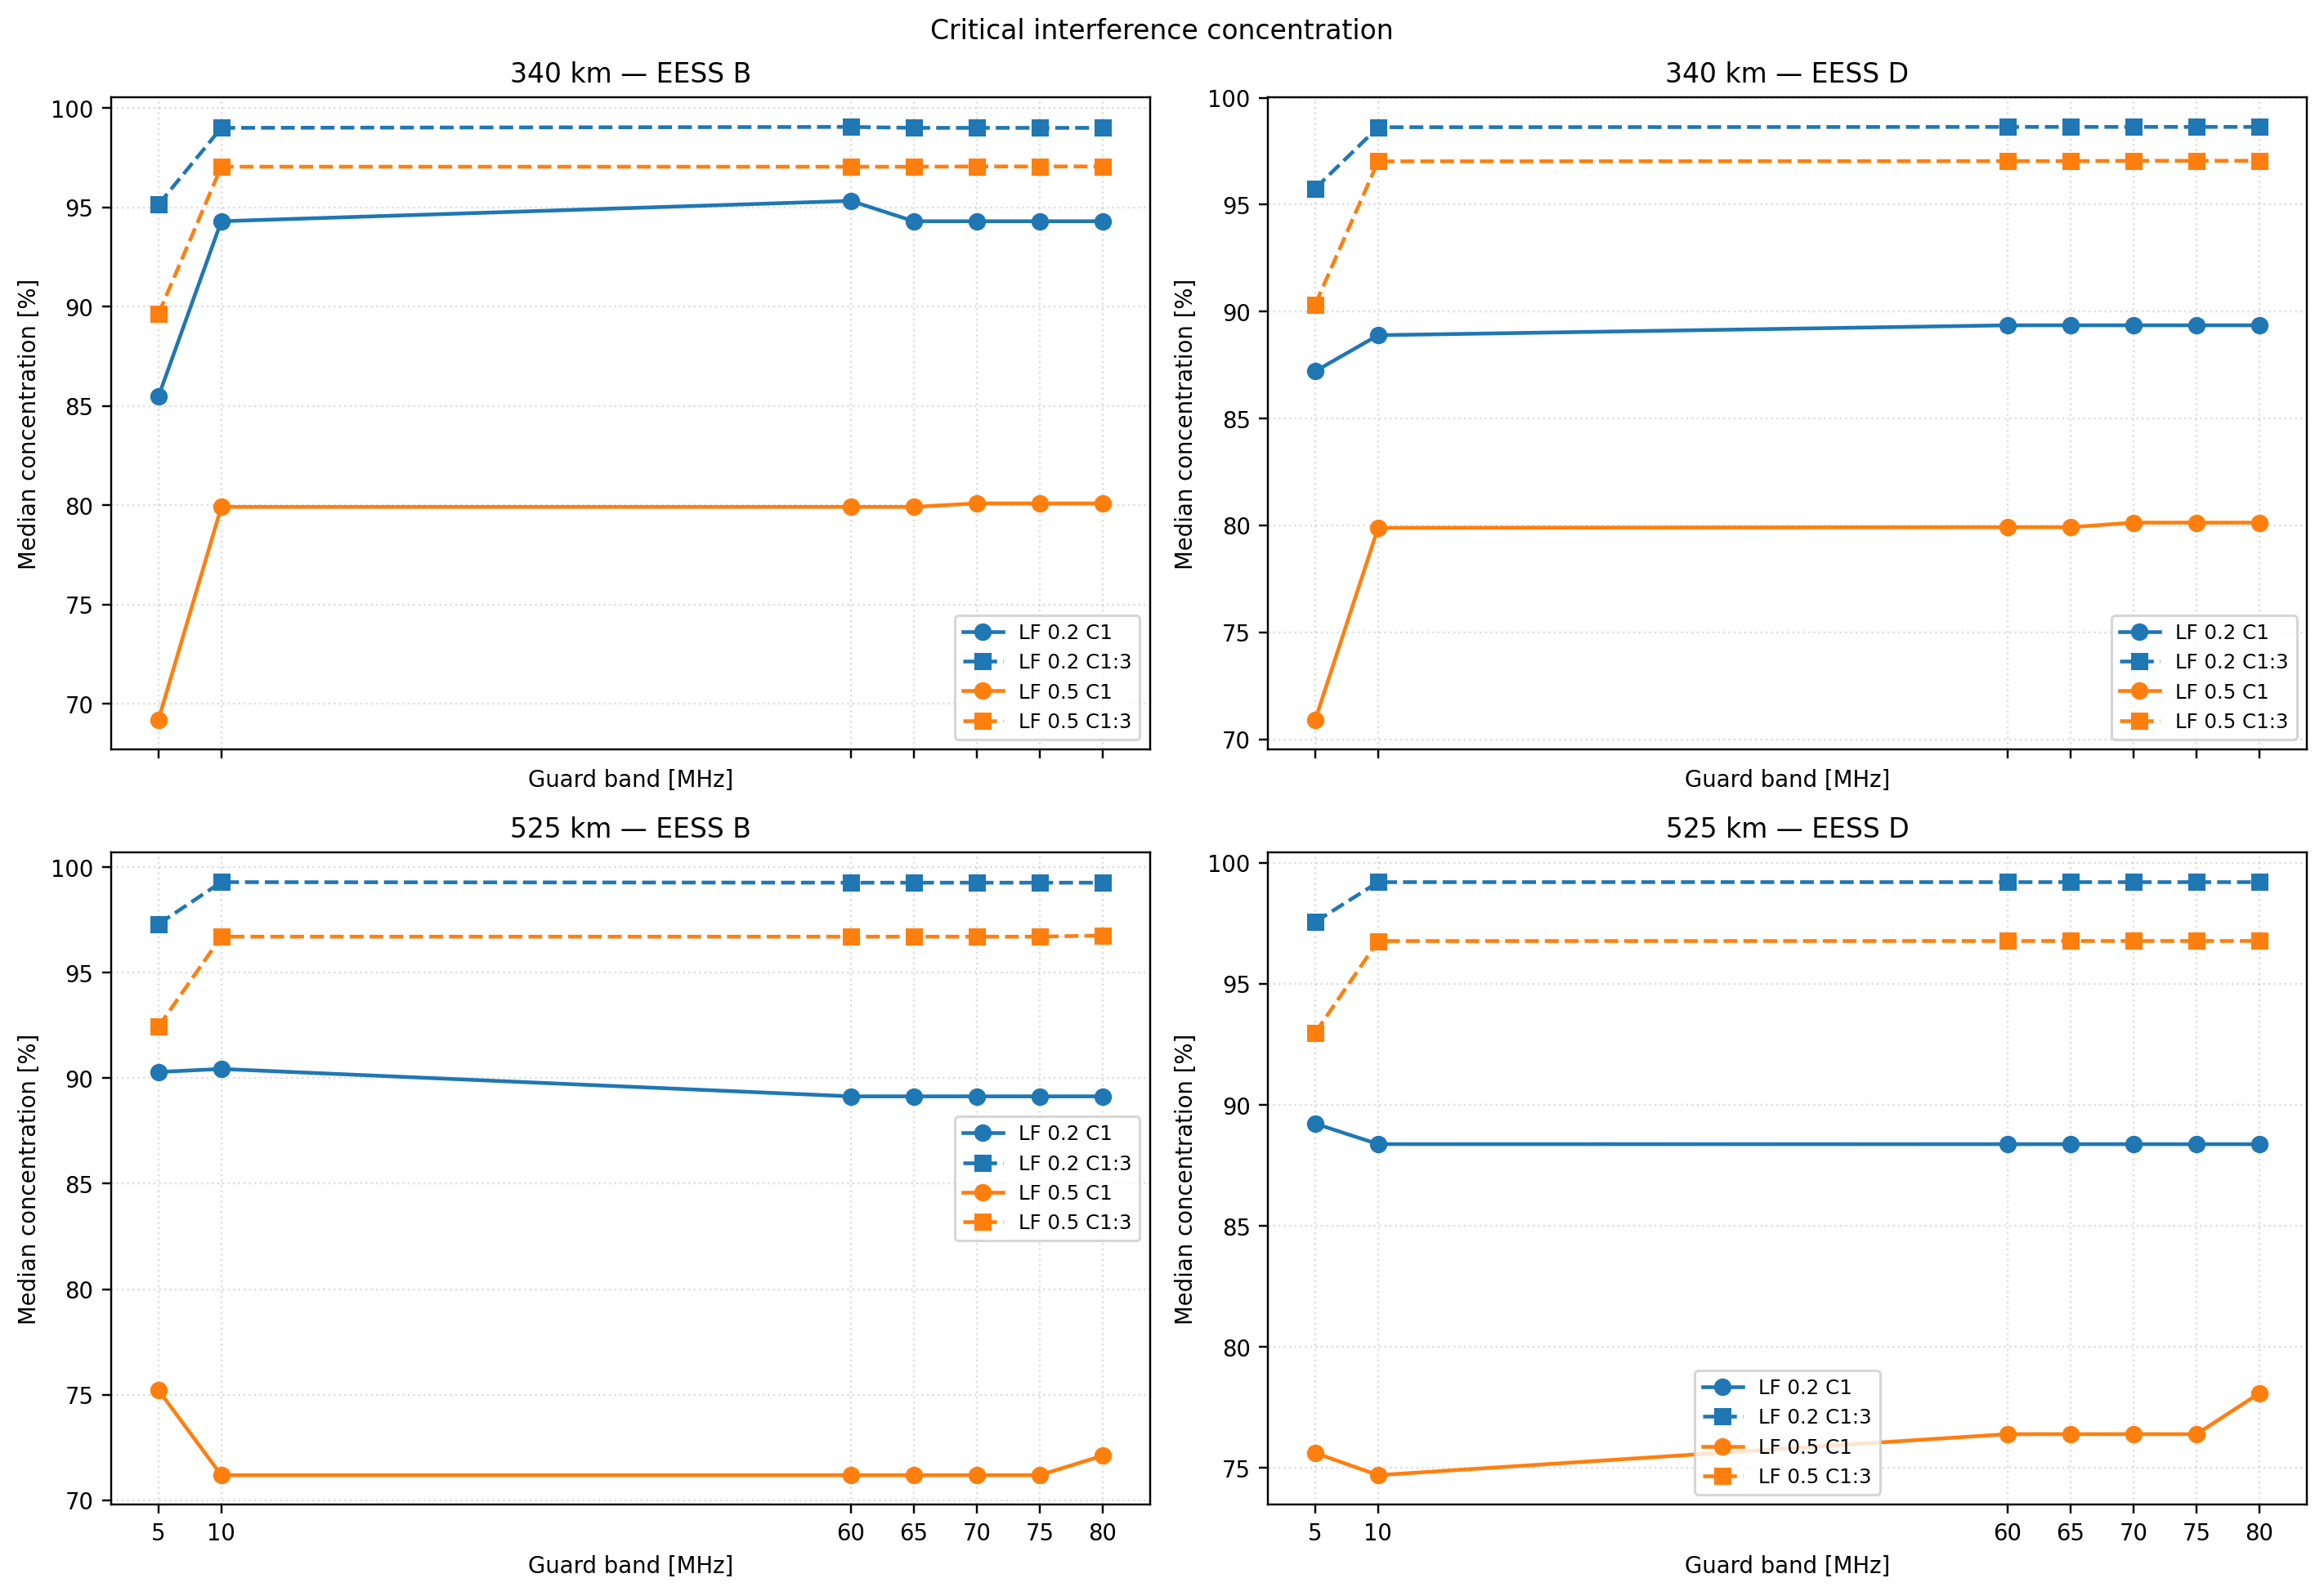 Critical interference concentration
340 km — EESS B
100
95
90
85
80
75
70
Median concentration [%]
Guard band [MHz]
LF 0.2 C1
LF 0.2 C1:3
LF 0.5 C1
LF 0.5 C1:3
340 km — EESS D
100
95
90
85
80
75
70
Median concentration [%]
Guard band [MHz]
LF 0.2 C1
LF 0.2 C1:3
LF 0.5 C1
LF 0.5 C1:3
525 km — EESS B
100
95
90
85
80
75
70
Median concentration [%]
LF 0.2 C1
LF 0.2 C1:3
LF 0.5 C1
LF 0.5 C1:3
5 10 60 65 70 75 80
Guard band [MHz]
525 km — EESS D
100
95
90
85
80
75
Median concentration [%]
LF 0.2 C1
LF 0.2 C1:3
LF 0.5 C1
LF 0.5 C1:3
5 10 60 65 70 75 80
Guard band [MHz]